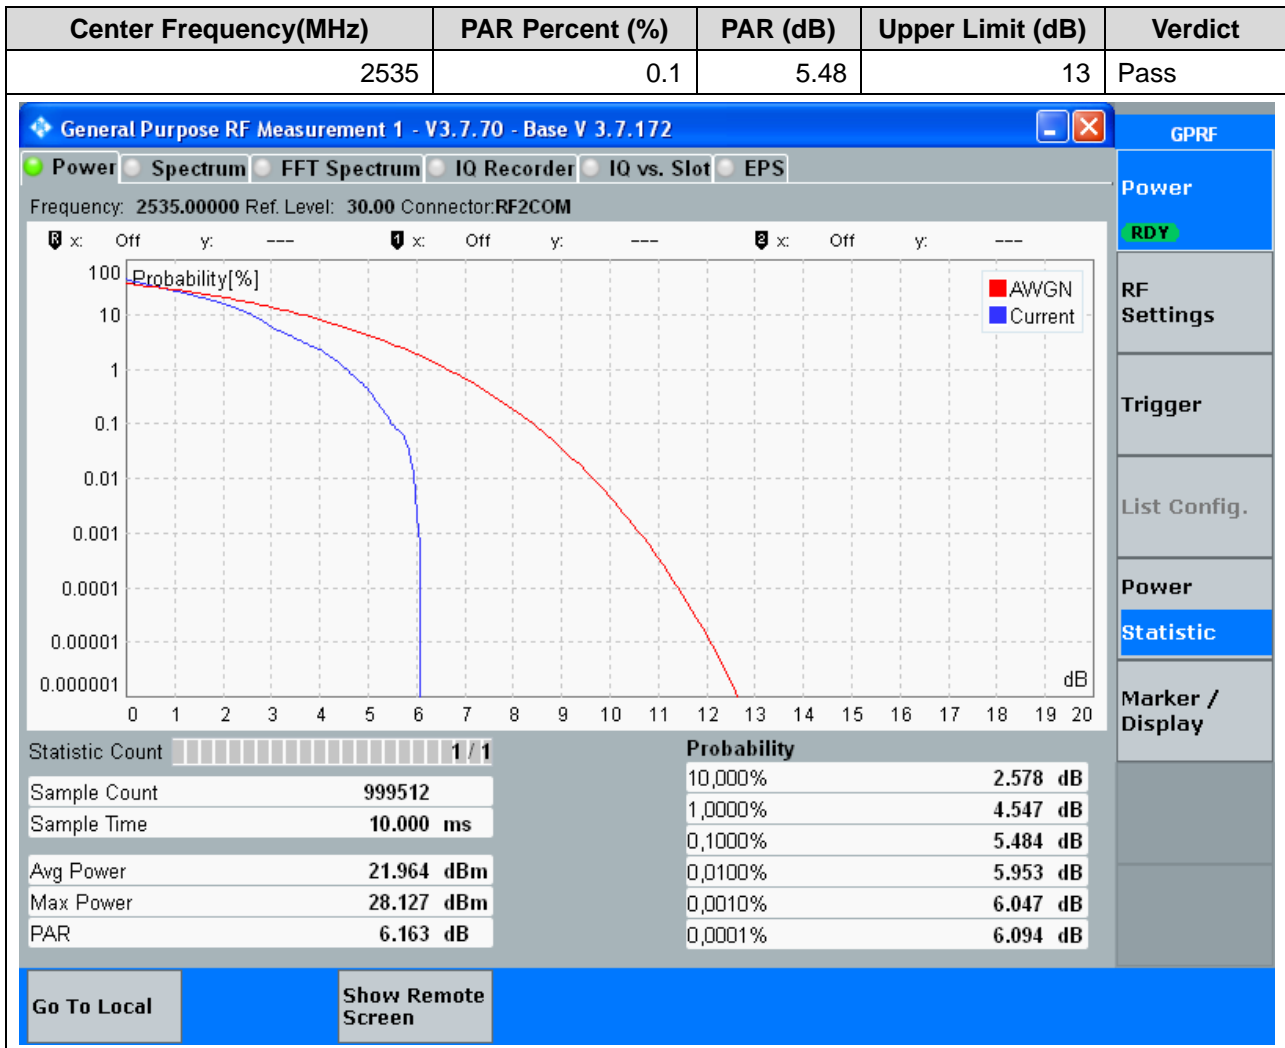 Center Frequency(MHz) PAR Percent (%) PAR (dB) Upper Limit (dB) Verdict
2535 0.1 5.48 13 Pass
General Purpose RF Measurement 1 - V3.7.70 - Base V 3.7.172
GPRF
Power Spectrum FFT Spectrum IQ Recorder IQ vs. Slot EPS
Frequency: 2535.00000 Ref. Level: 30.00 Connector:RF2COM
R x: Off y: --- 1 x: Off y: --- 2 x: Off y: ---
Probability[%]
100
10
1
0.1
0.01
0.001
0.0001
0.00001
0.000001
AWGN
Current
dB
0 1 2 3 4 5 6 7 8 9 10 11 12 13 14 15 16 17 18 19 20
Statistic Count 1 / 1
Sample Count 999512
Sample Time 10.000 ms
Avg Power 21.964 dBm
Max Power 28.127 dBm
PAR 6.163 dB
Probability
10,000% 2.578 dB
1,0000% 4.547 dB
0,1000% 5.484 dB
0,0100% 5.953 dB
0,0010% 6.047 dB
0,0001% 6.094 dB
Power
RDY
RF
Settings
Trigger
List Config.
Power
Statistic
Marker /
Display
Go To Local
Show Remote
Screen